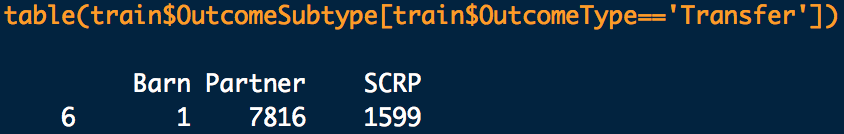 table(train$OutcomeSubtype[train$OutcomeType=='Transfer'])
Barn Partner SCRP
6 1 7816 1599